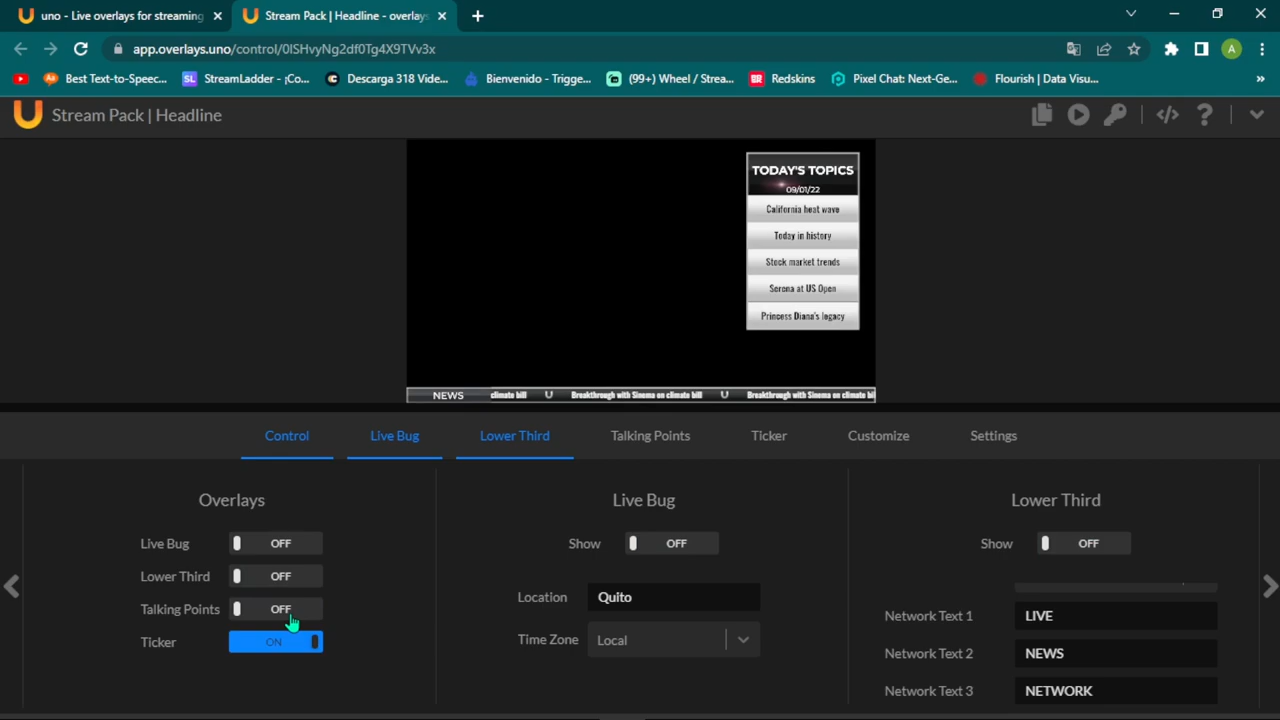 uno - Live overlays for streaming
Stream Pack | Headline - overlays
app.overlays.uno/control/0ISHvyNg2df0Tg4X9TVv3x
A
Best Text-to-Speec...
SL StreamLadder - ¡Co...
Descarga 318 Vide...
Bienvenido - Trigge...
(99+) Wheel / Strea...
BR Redskins
Pixel Chat: Next-Ge...
Flourish | Data Visu...
»
Stream Pack | Headline
TODAY'S TOPICS
09/01/22
California heat wave
Today in history
Stock market trends
Serena at US Open
Princess Diana's legacy
NEWS climate bill Breakthrough with Sinema on climate bill Breakthrough with Sinema on climate bil
Control Live Bug Lower Third Talking Points Ticker Customize Settings
Overlays
Live Bug OFF
Lower Third OFF
Talking Points OFF
Ticker ON
Live Bug
Show OFF
Location Quito
Time Zone Local
Lower Third
Show OFF
Network Text 1 LIVE
Network Text 2 NEWS
Network Text 3 NETWORK